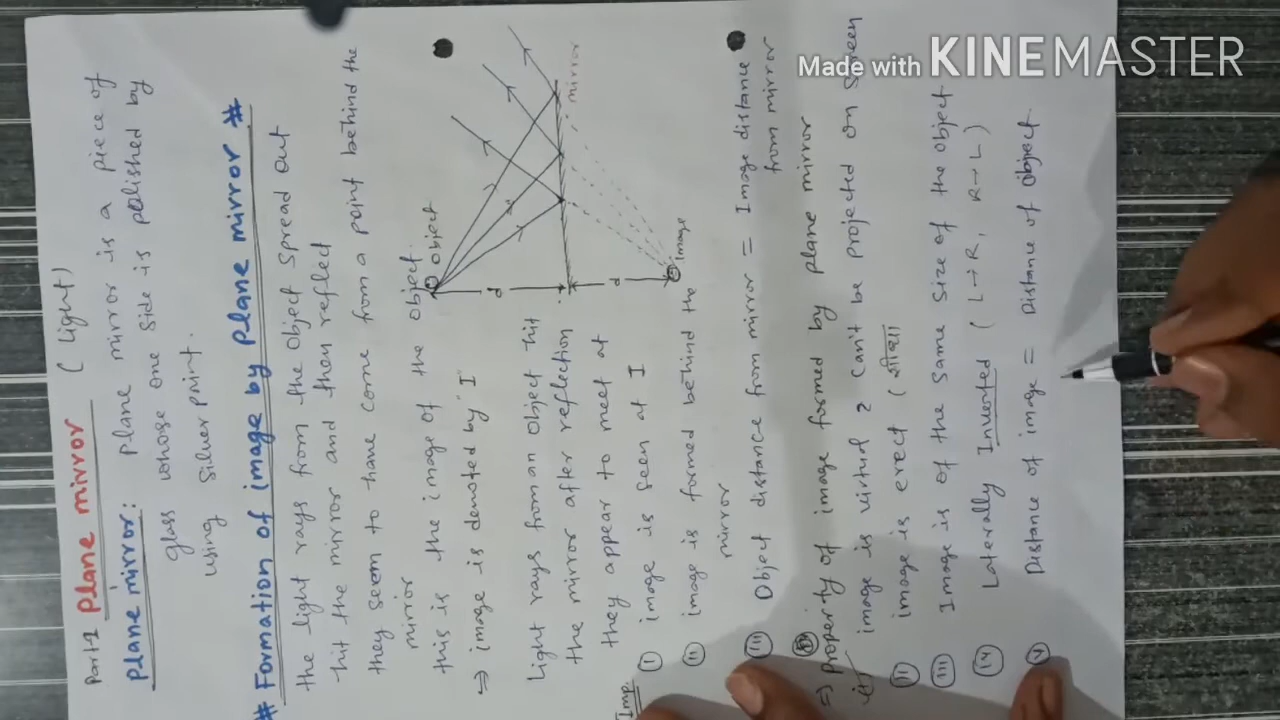 Part-1 Plane mirror (Light)
Plane mirror: Plane mirror is a piece of
glass whose one side is polished by
using silver paint.
# Formation of image by plane mirror #
the light rays from the Object Spread out
hit the mirror and then reflect
they seem to have come from a point behind the
mirror
this is the image of the object.
⇒ image is denoted by "I"
Light rays from an Object hit
the mirror after reflection
they appear to meet at
Imp.
(i) image is seen at I
(ii) image is formed behind the
mirror
(iii) Object distance from mirror = Image distance
from mirror
object
d
mirror
d
Image
⇒ Property of image formed by plane mirror
(i) image is virtual & can't be projected on screen
(ii) image is erect (सीधा)
(iii) Image is of the same size of the object
(iv) Laterally Inverted (L→R, R→L)
(v) Distance of image = Distance of Object.
Made with KINEMASTER